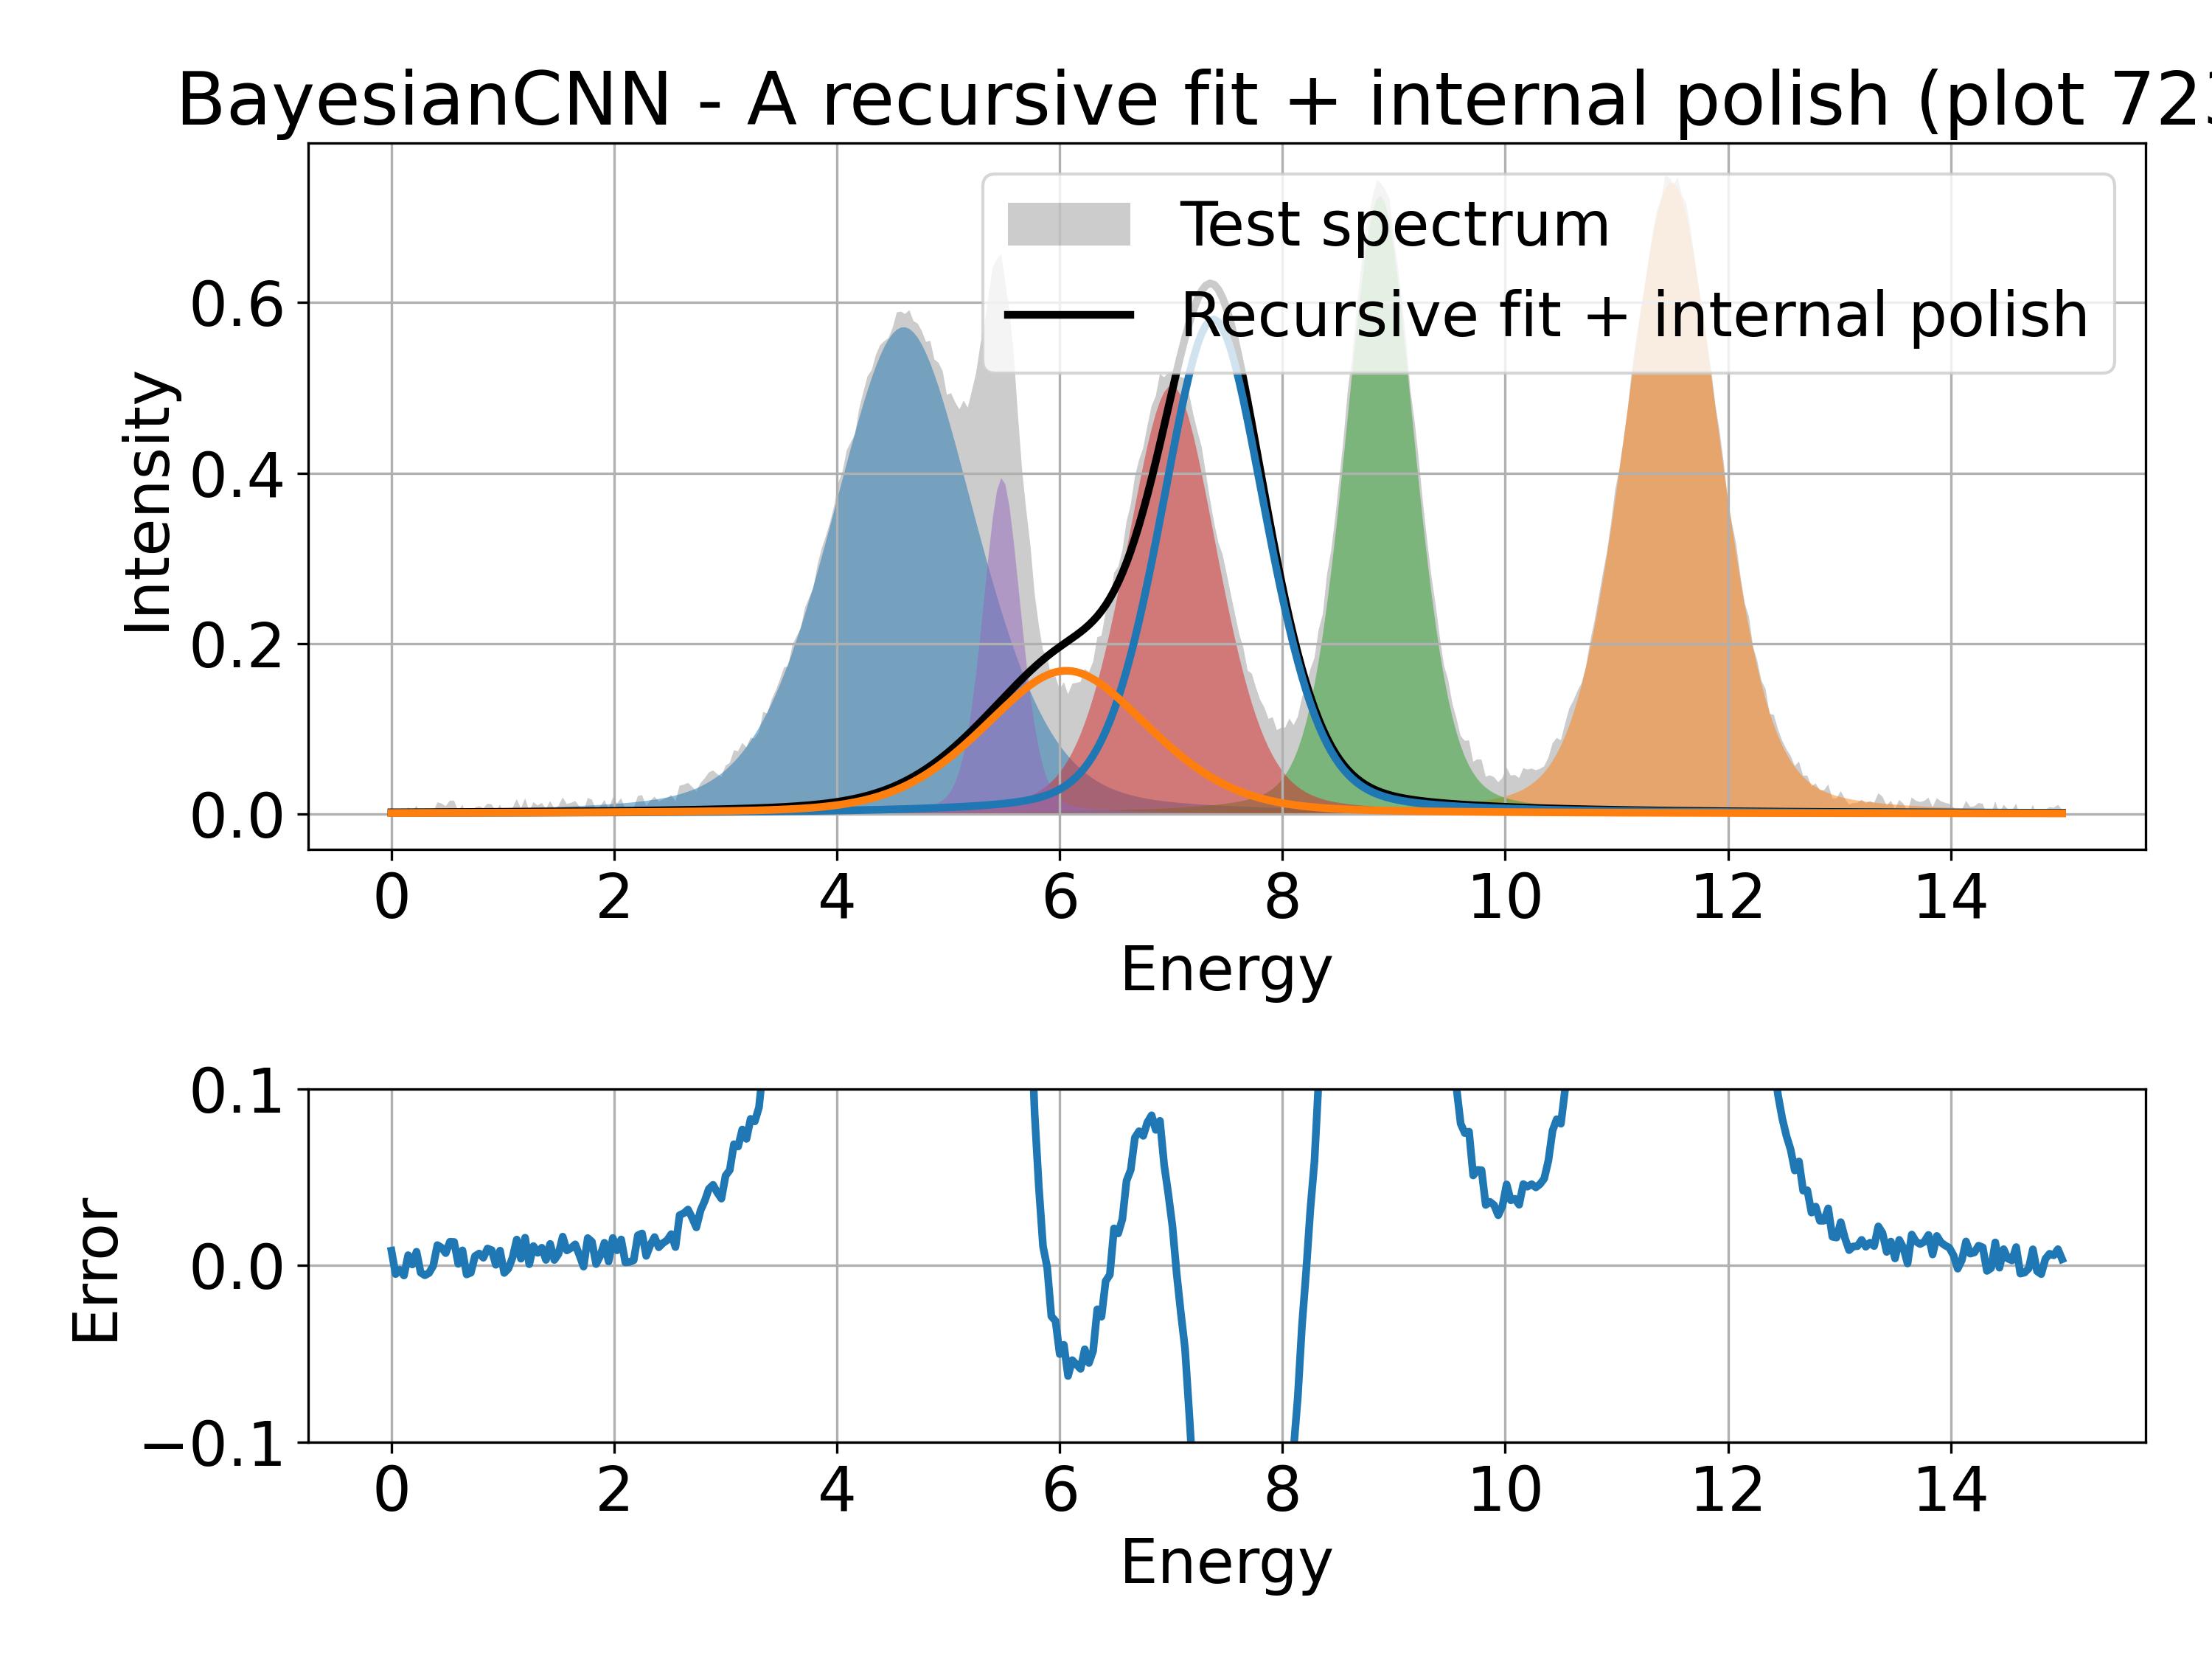 BayesianCNN - A recursive fit + internal polish (plot 72
Test spectrum
Recursive fit + internal polish
Intensity
0.6
0.4
0.2
0.0
0 2 4 6 8 10 12 14
Energy
Error
0.1
0.0
−0.1
0 2 4 6 8 10 12 14
Energy